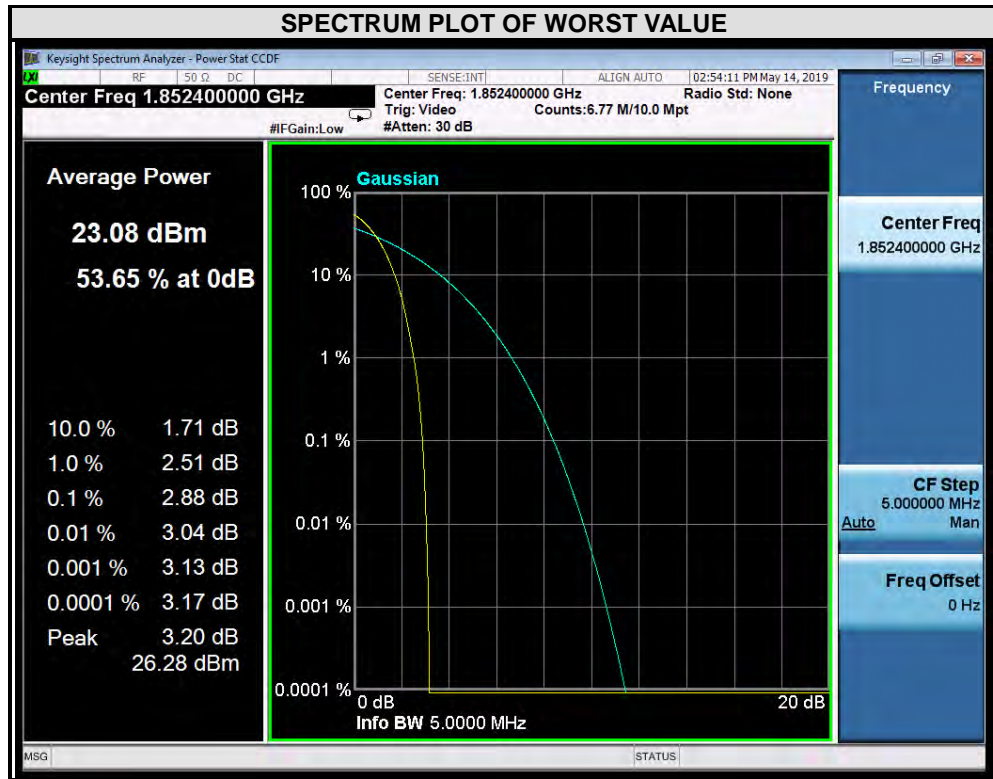 SPECTRUM PLOT OF WORST VALUE
Keysight Spectrum Analyzer - Power Stat CCDF
LXI RF 50 Ω DC SENSE:INT ALIGN AUTO 02:54:11 PM May 14, 2019
Center Freq 1.852400000 GHz
Center Freq: 1.852400000 GHz Radio Std: None
Trig: Video Counts:6.77 M/10.0 Mpt
#IFGain:Low #Atten: 30 dB
Average Power
23.08 dBm
53.65 % at 0dB
10.0 % 1.71 dB
1.0 % 2.51 dB
0.1 % 2.88 dB
0.01 % 3.04 dB
0.001 % 3.13 dB
0.0001 % 3.17 dB
Peak 3.20 dB
26.28 dBm
Gaussian
100 %
10 %
1 %
0.1 %
0.01 %
0.001 %
0.0001 %
0 dB 20 dB
Info BW 5.0000 MHz
Frequency
Center Freq
1.852400000 GHz
CF Step
5.000000 MHz
Auto Man
Freq Offset
0 Hz
MSG STATUS